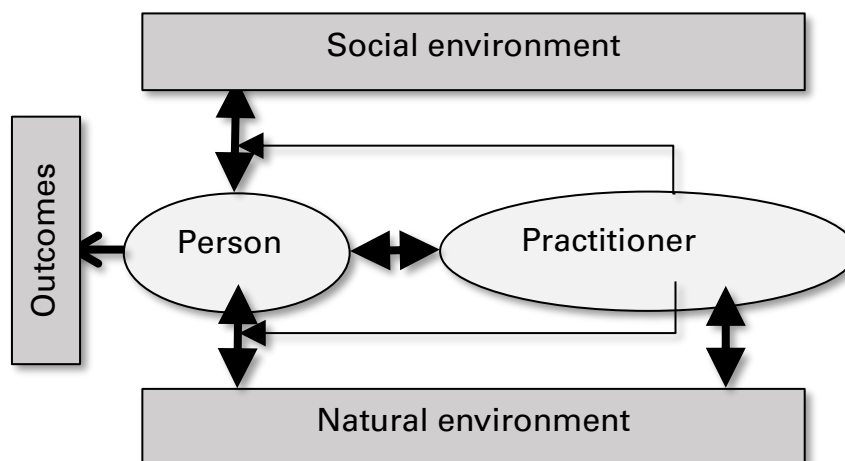 Social environment
Outcomes
Person
Practitioner
Natural environment